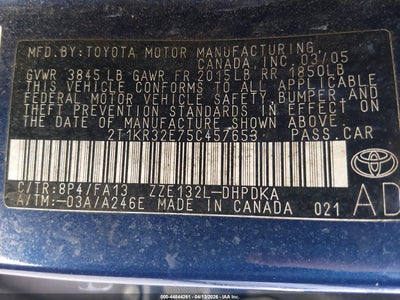 MFD.BY:TOYOTA MOTOR MANUFACTURING
CANADA, INC. 03/05
GVWR 3845LB GAWR FR 2015LB RR 1850LB
THIS VEHICLE CONFORMS TO ALL APPLICABLE
FEDERAL MOTOR VEHICLE SAFETY, BUMPER AND
THEFT PREVENTION STANDARDS IN EFFECT ON
THE DATE OF MANUFACTURE SHOWN ABOVE.
2T1KR32E75C457653 PASS.CAR
C/TR:8P4/FA13 ZZE132L-DHPDKA
A/TM:-03A/A246E MADE IN CANADA 021
TOYOTA
AD
000-44844261 - 04/13/2026 - IAA, Inc.